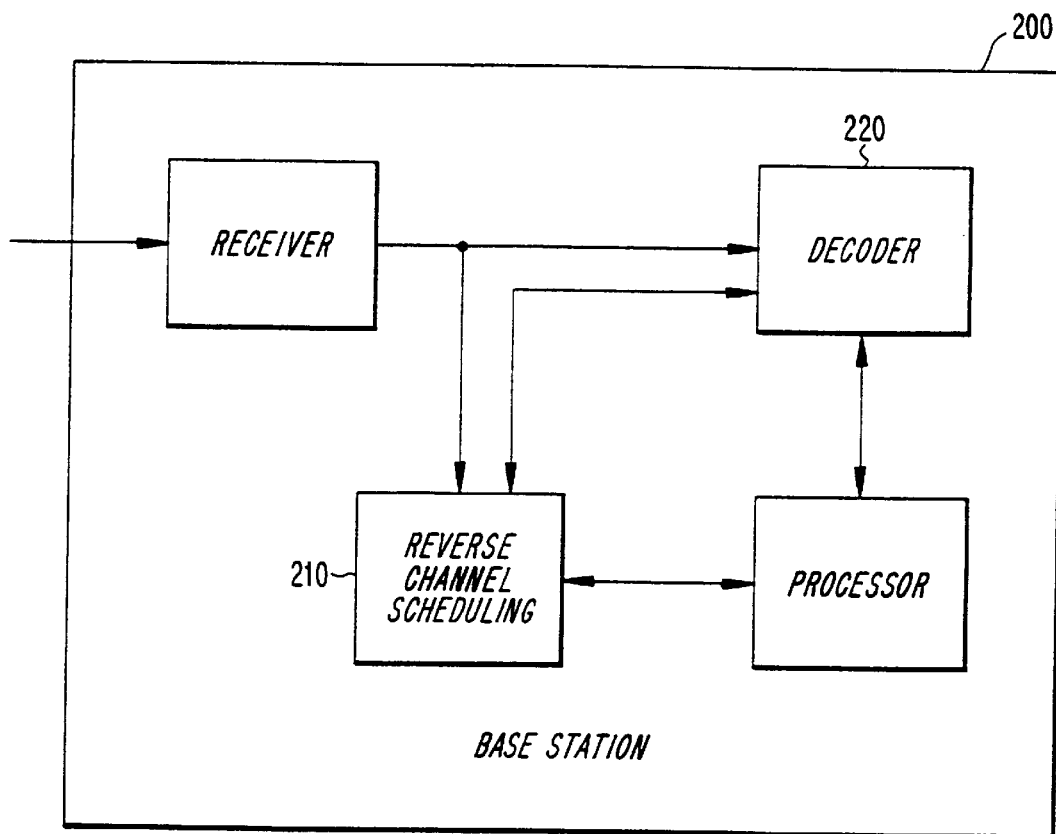 200
220
RECEIVER
DECODER
210
REVERSE
CHANNEL
SCHEDULING
PROCESSOR
BASE STATION